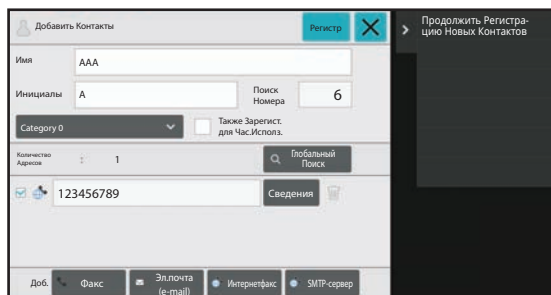 Добавить Контакты
Регистр
Продолжить Регистра-
цию Новых Контактов
Имя
AAA
Инициалы
A
Поиск
Номера
6
Category 0
Также Зарегист.
для Час.Исполз.
Количество
Адресов
:
1
Глобальный
Поиск
123456789
Сведения
Доб.
Факс
Эл.почта
(e-mail)
Интернетфакс
SMTP-сервер